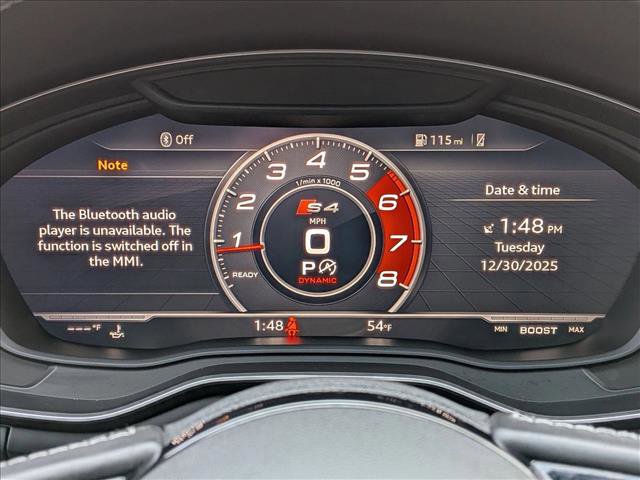 Off
115 mi
Note
The Bluetooth audio
player is unavailable. The
function is switched off in
the MMI.
1 2 3 4 5 6 7 8
1/min x 1000
S4
MPH
0
READY
P
DYNAMIC
Date & time
1:48 PM
Tuesday
12/30/2025
---°F
1:48
54°F
MIN BOOST MAX